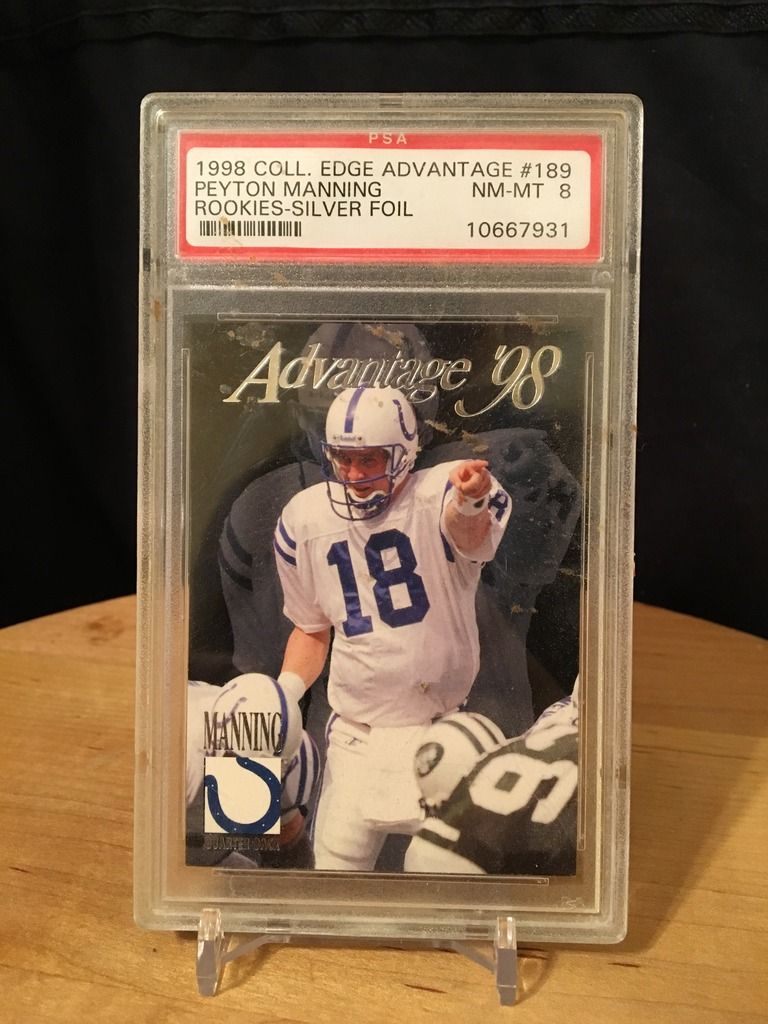 PSA
1998 COLL. EDGE ADVANTAGE #189
PEYTON MANNING NM-MT 8
ROOKIES-SILVER FOIL
10667931
Advantage '98
18
MANNING
QUARTERBACK